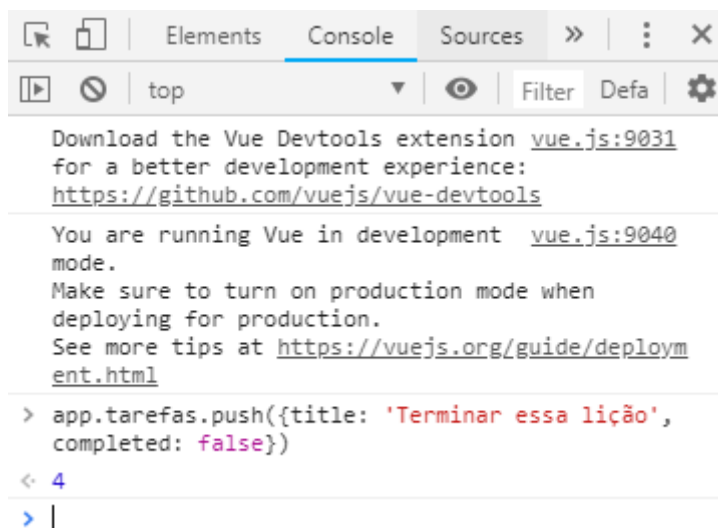 Elements Console Sources »
top ▼ Filter Defa
Download the Vue Devtools extension vue.js:9031
for a better development experience:
https://github.com/vuejs/vue-devtools
You are running Vue in development vue.js:9040
mode.
Make sure to turn on production mode when
deploying for production.
See more tips at https://vuejs.org/guide/deploym
ent.html
> app.tarefas.push({title: 'Terminar essa lição',
completed: false})
4
>